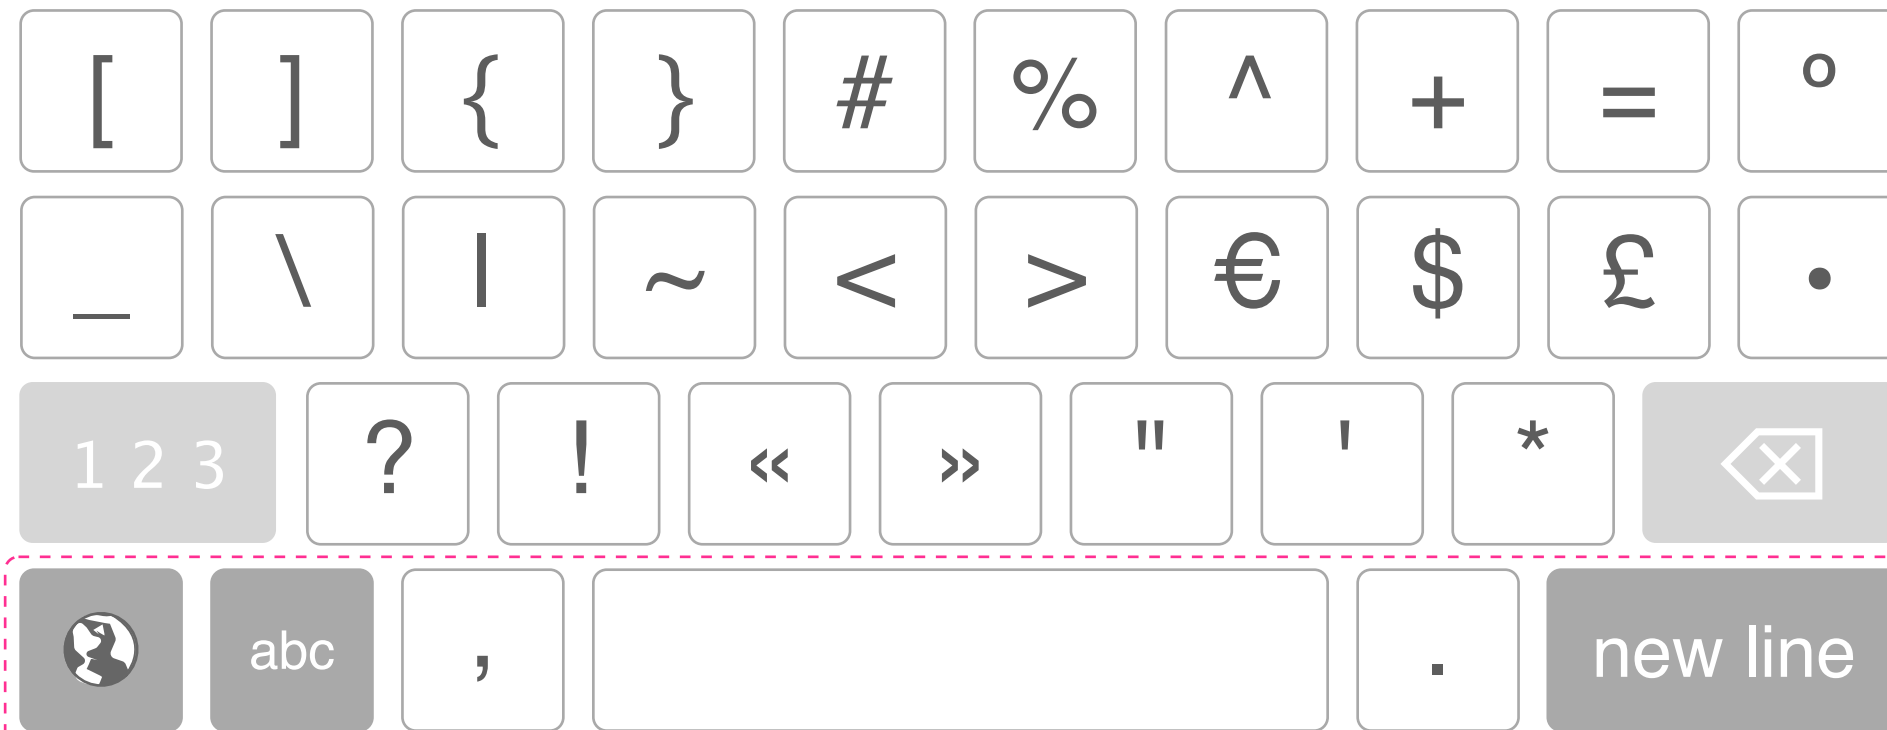 [ ] { } # % ^ + = º
_ \ | ~ < > € $ £ •
1 2 3 ? ! « » " ' *
abc , . new line